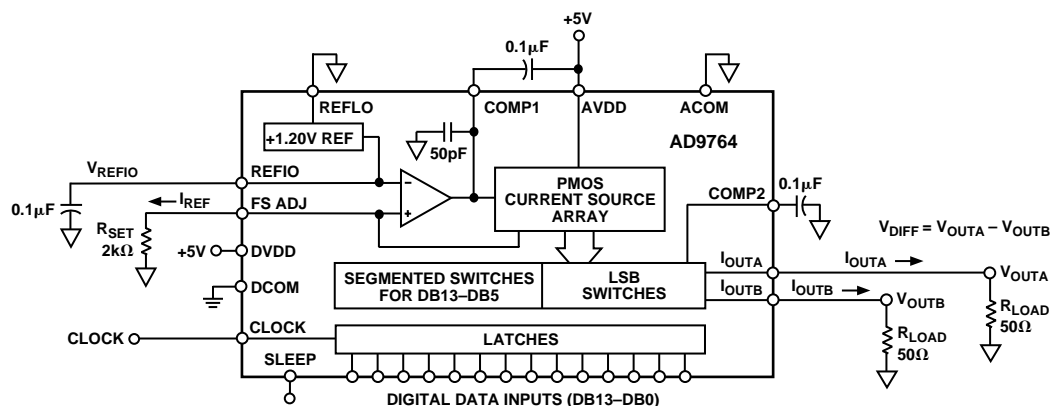 +5V
0.1μF
REFLO
COMP1
AVDD
ACOM
+1.20V REF
50pF
AD9764
VREFIO
REFIO
PMOS
CURRENT SOURCE
ARRAY
COMP2
0.1μF
0.1μF
IREF
FS ADJ
RSET
2kΩ
+5V
DVDD
DCOM
VDIFF = VOUTA – VOUTB
SEGMENTED SWITCHES
FOR DB13–DB5
LSB
SWITCHES
IOUTA
IOUTA
VOUTA
IOUTB
IOUTB
VOUTB
RLOAD
50Ω
RLOAD
50Ω
CLOCK
CLOCK
LATCHES
SLEEP
DIGITAL DATA INPUTS (DB13–DB0)